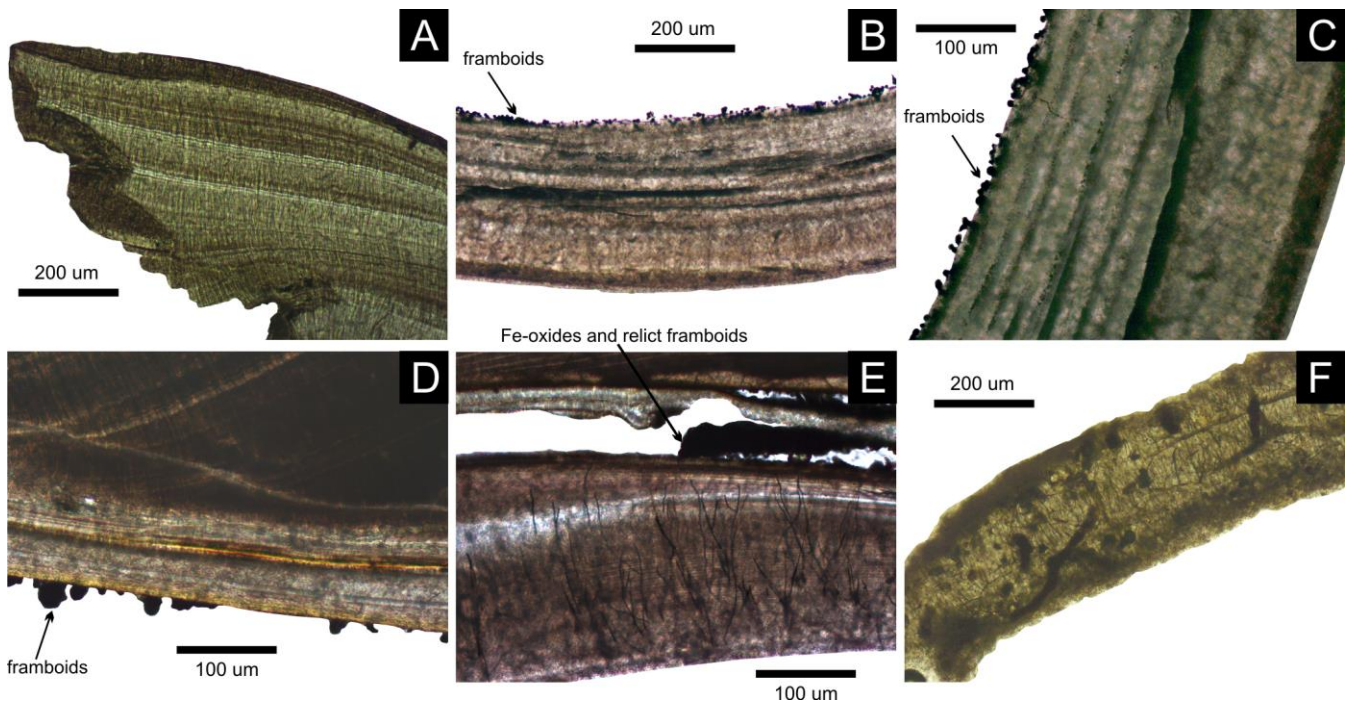 A
200 um
B
200 um
framboids
C
100 um
framboids
D
framboids
100 um
Fe-oxides and relict framboids
E
100 um
F
200 um